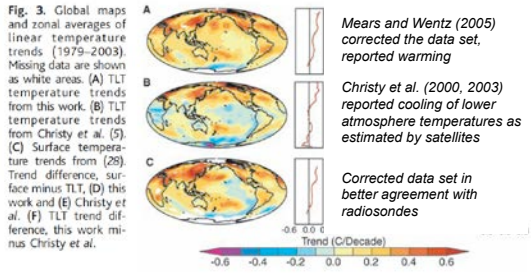 Fig. 3. Global maps
and zonal averages of
linear temperature
trends (1979–2003).
Missing data are shown
as white areas. (A) TLT
temperature trends
from this work. (B) TLT
temperature trends
from Christy et al. (5).
(C) Surface tempera-
ture trends from (28).
Trend difference, sur-
face minus TLT, (D) this
work and (E) Christy et
al. (F) TLT trend dif-
ference, this work mi-
nus Christy et al.
A
B
C
Mears and Wentz (2005)
corrected the data set,
reported warming
Christy et al. (2000, 2003)
reported cooling of lower
atmosphere temperatures as
estimated by satellites
Corrected data set in
better agreement with
radiosondes
-0.6 0.0 0
Trend (C/Decade)
-0.6 -0.4 -0.2 0.0 0.2 0.4 0.6